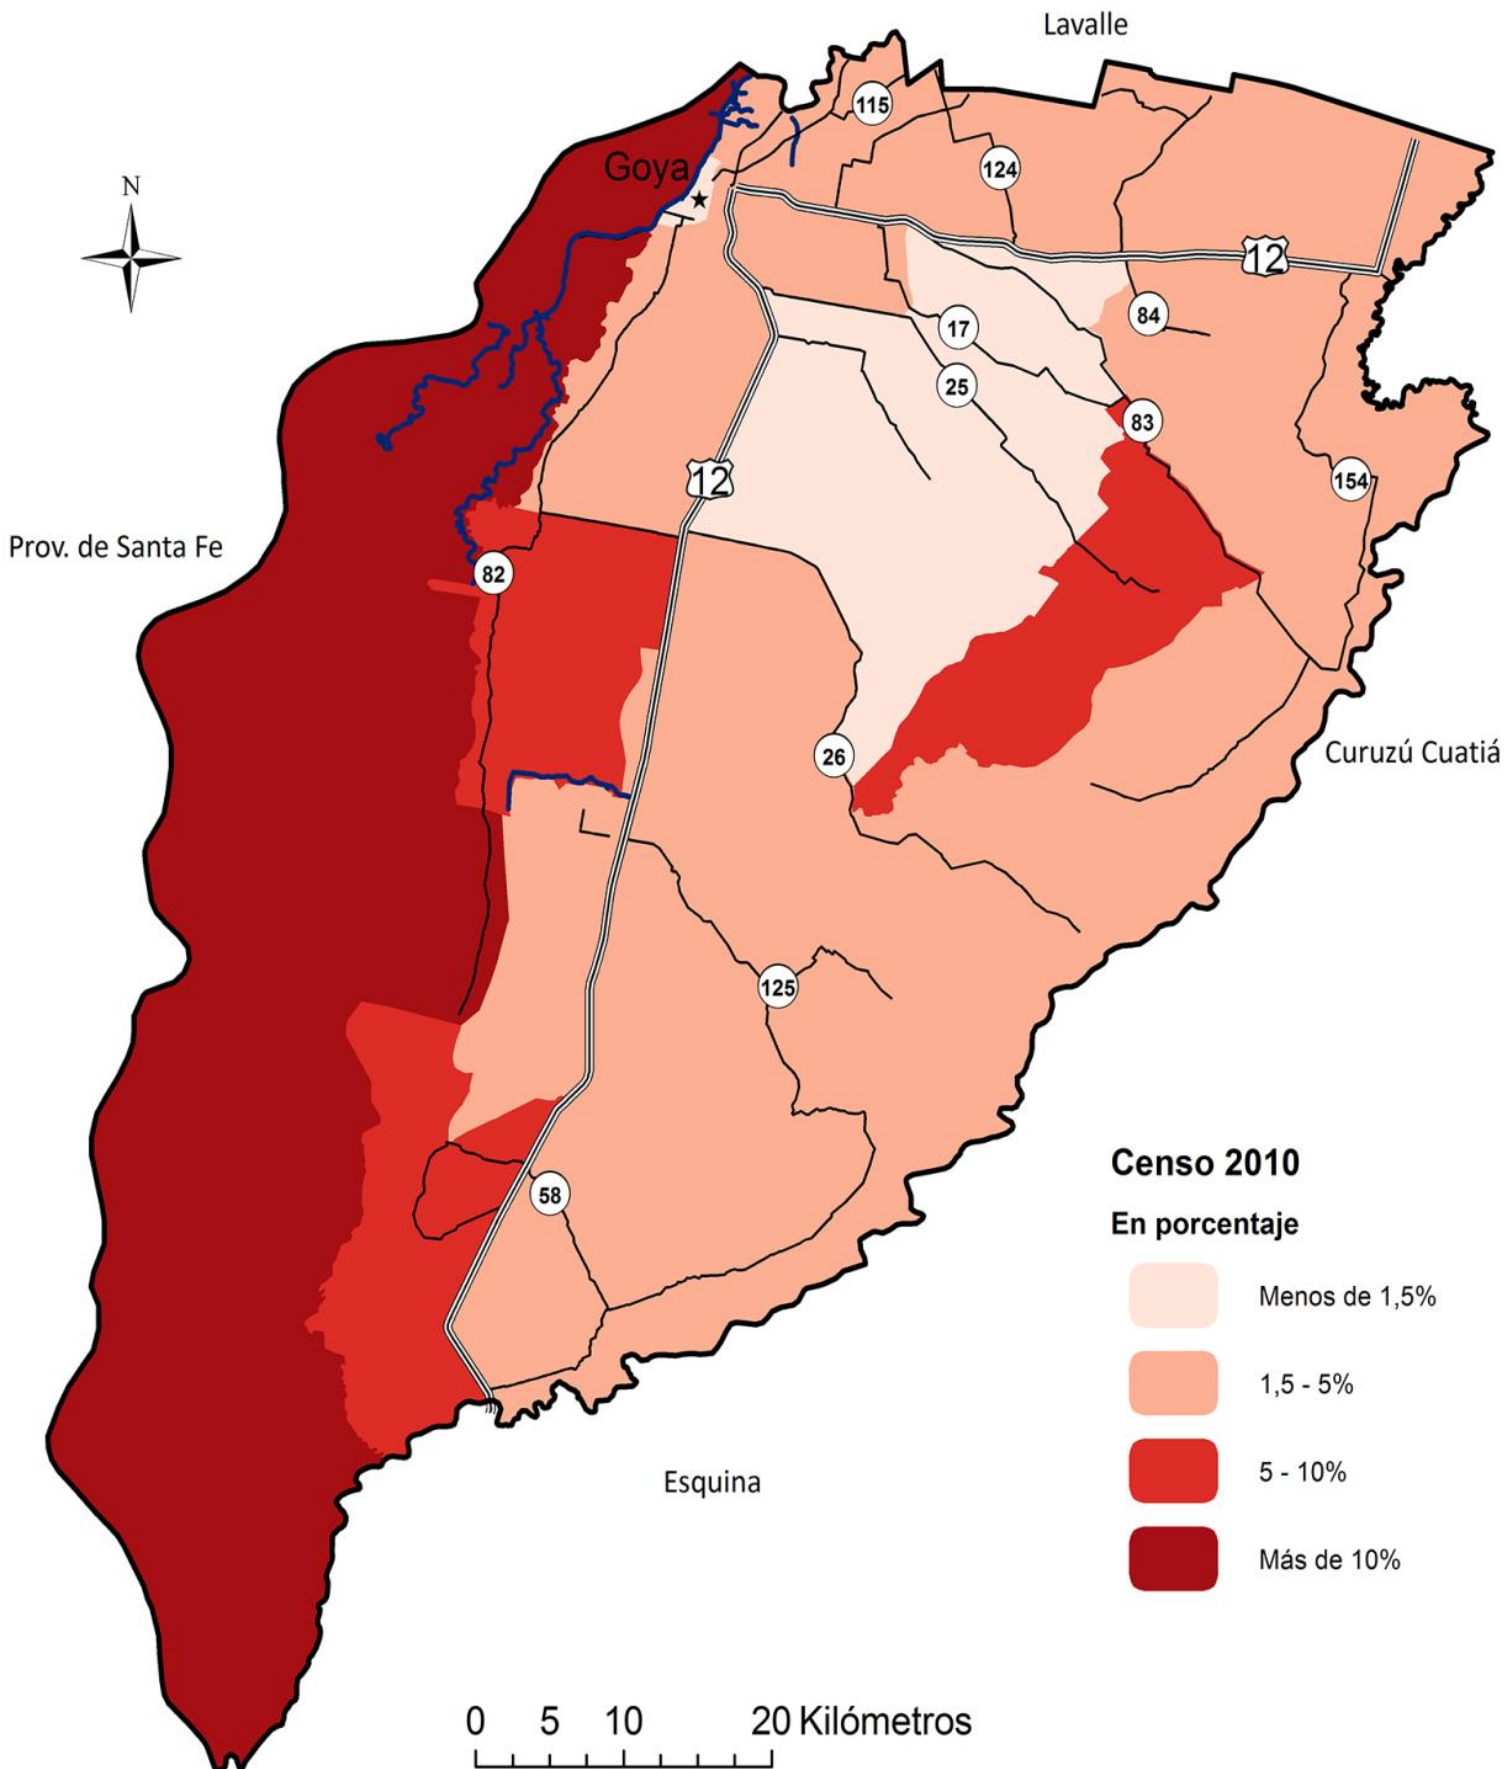 Lavalle
115
N
Goya
124
12
84
17
25
83
12
154
Prov. de Santa Fe
82
26
Curuzú Cuatiá
125
Censo 2010
58
En porcentaje
Menos de 1,5%
1,5 - 5%
5 - 10%
Esquina
Más de 10%
0 5 10 20 Kilómetros